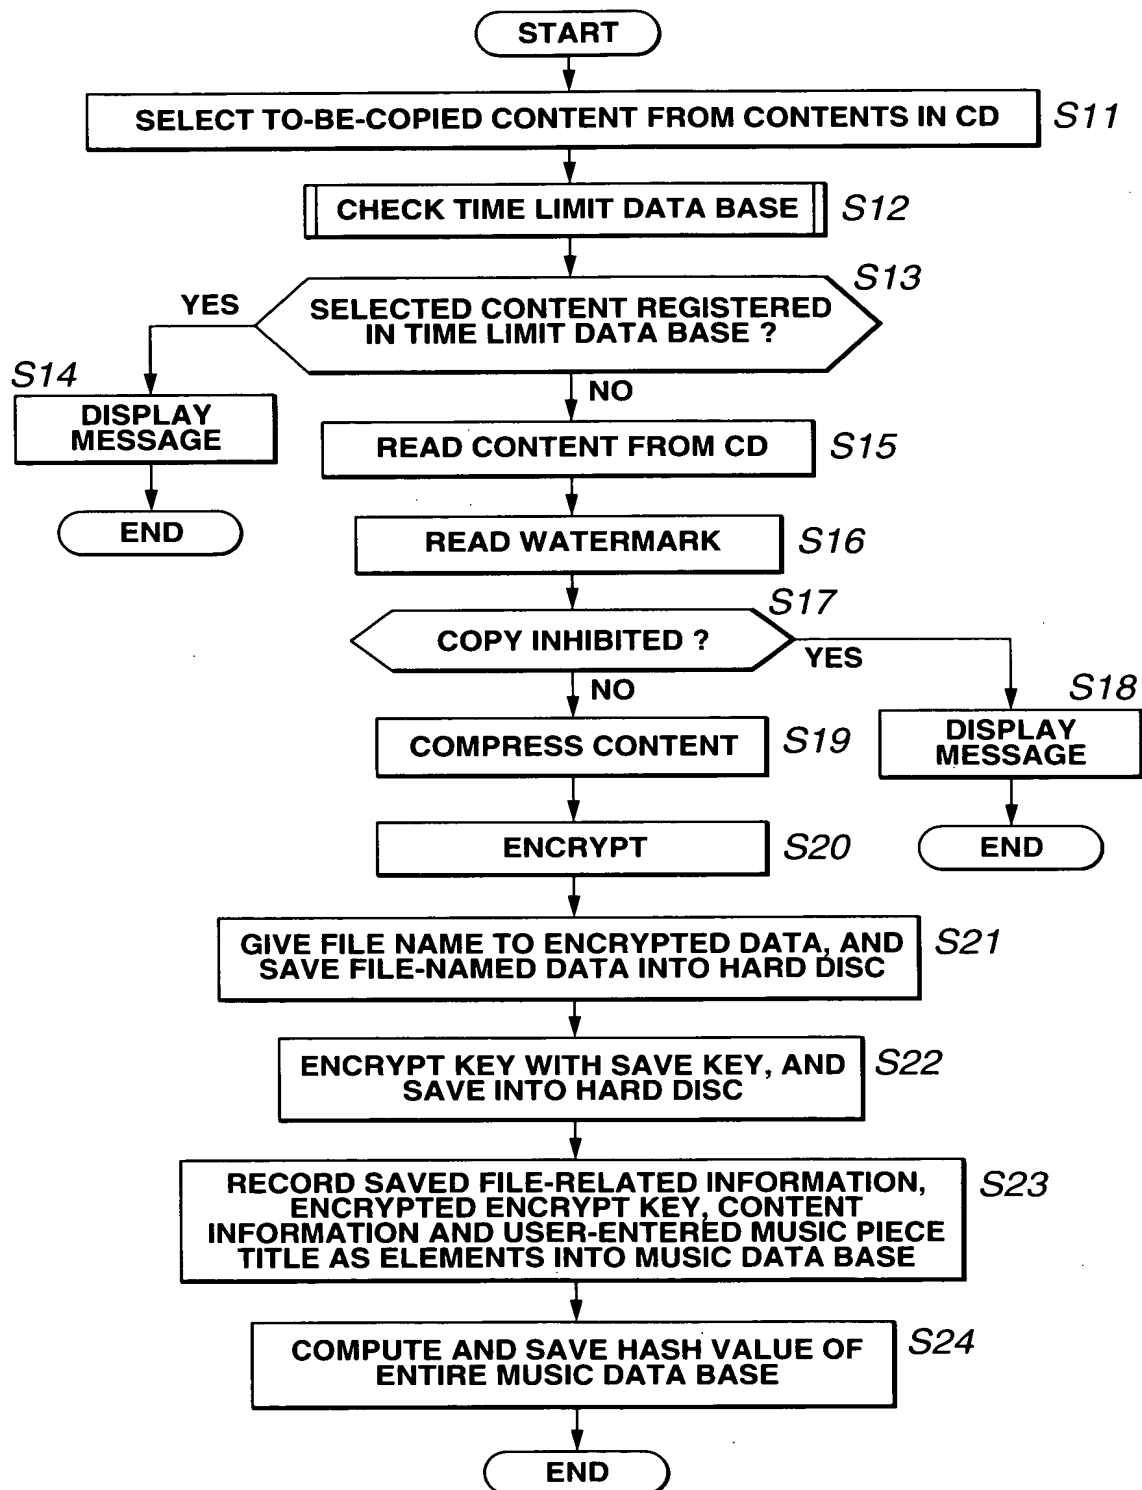 START
SELECT TO-BE-COPIED CONTENT FROM CONTENTS IN CD
S11
CHECK TIME LIMIT DATA BASE
S12
S13
YES
SELECTED CONTENT REGISTERED
IN TIME LIMIT DATA BASE ?
S14
NO
DISPLAY
MESSAGE
READ CONTENT FROM CD
S15
END
READ WATERMARK
S16
S17
COPY INHIBITED ?
YES
NO
S18
COMPRESS CONTENT
S19
DISPLAY
MESSAGE
ENCRYPT
S20
END
GIVE FILE NAME TO ENCRYPTED DATA, AND
SAVE FILE-NAMED DATA INTO HARD DISC
S21
ENCRYPT KEY WITH SAVE KEY, AND
SAVE INTO HARD DISC
S22
RECORD SAVED FILE-RELATED INFORMATION,
ENCRYPTED ENCRYPT KEY, CONTENT
INFORMATION AND USER-ENTERED MUSIC PIECE
TITLE AS ELEMENTS INTO MUSIC DATA BASE
S23
COMPUTE AND SAVE HASH VALUE OF
ENTIRE MUSIC DATA BASE
S24
END